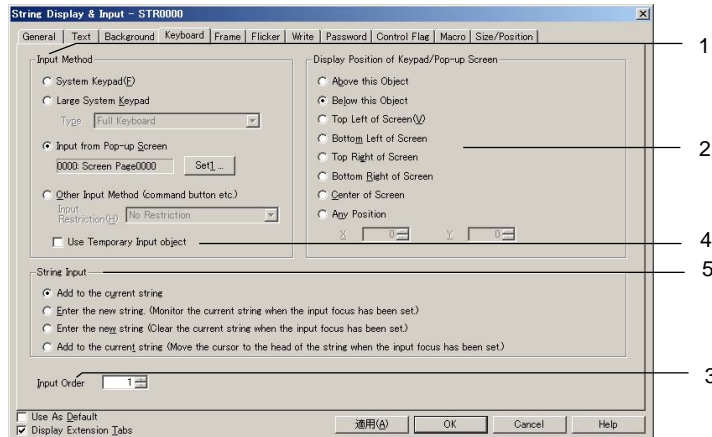 String Display & Input - STR0000
General Text Background Keyboard Frame Flicker Write Password Control Flag Macro Size/Position
1
Input Method
System Keypad(F)
Large System Keypad
Type Full Keyboard
Input from Pop-up Screen
0000: Screen Page0000 Set1 ...
Other Input Method (command button etc.)
Input
Restriction(H) No Restriction
Use Temporary Input object
Display Position of Keypad/Pop-up Screen
Above this Object
Below this Object
Top Left of Screen(V)
Bottom Left of Screen
Top Right of Screen
Bottom Right of Screen
Center of Screen
Any Position
X 0 Y 0
2
4
String Input
5
Add to the current string
Enter the new string. (Monitor the current string when the input focus has been set.)
Enter the new string (Clear the current string when the input focus has been set.)
Add to the current string (Move the cursor to the head of the string when the input focus has been set.)
Input Order 1
3
Use As Default
Display Extension Tabs
適用(A) OK Cancel Help